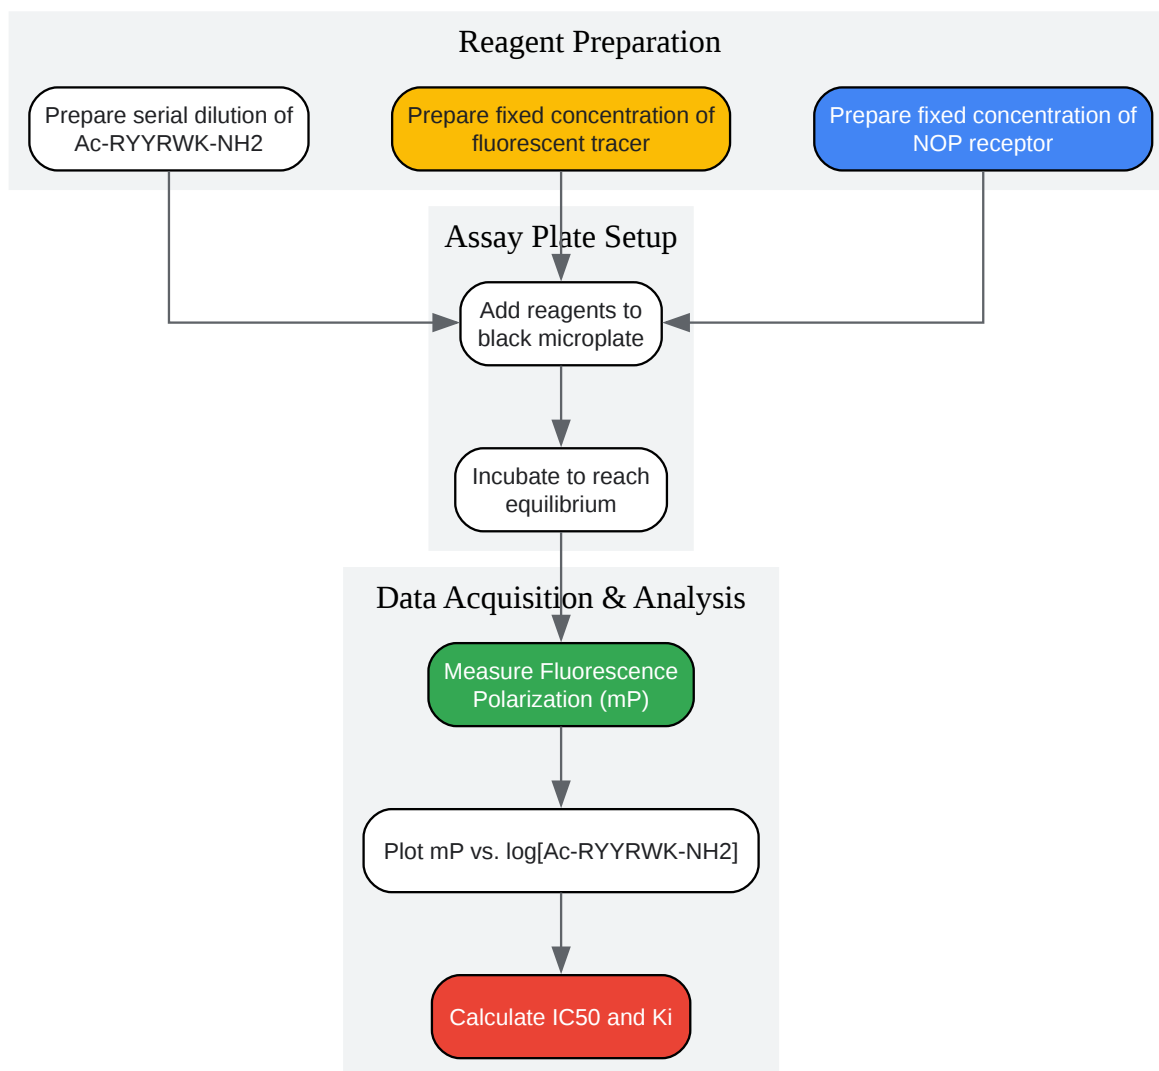 Reagent Preparation
Prepare serial dilution of
Ac-RYYRWK-NH2
Prepare fixed concentration of
fluorescent tracer
Prepare fixed concentration of
NOP receptor
Assay Plate Setup
Add reagents to
black microplate
Incubate to reach
equilibrium
Data Acquisition & Analysis
Measure Fluorescence
Polarization (mP)
Plot mP vs. log[Ac-RYYRWK-NH2]
Calculate IC50 and Ki